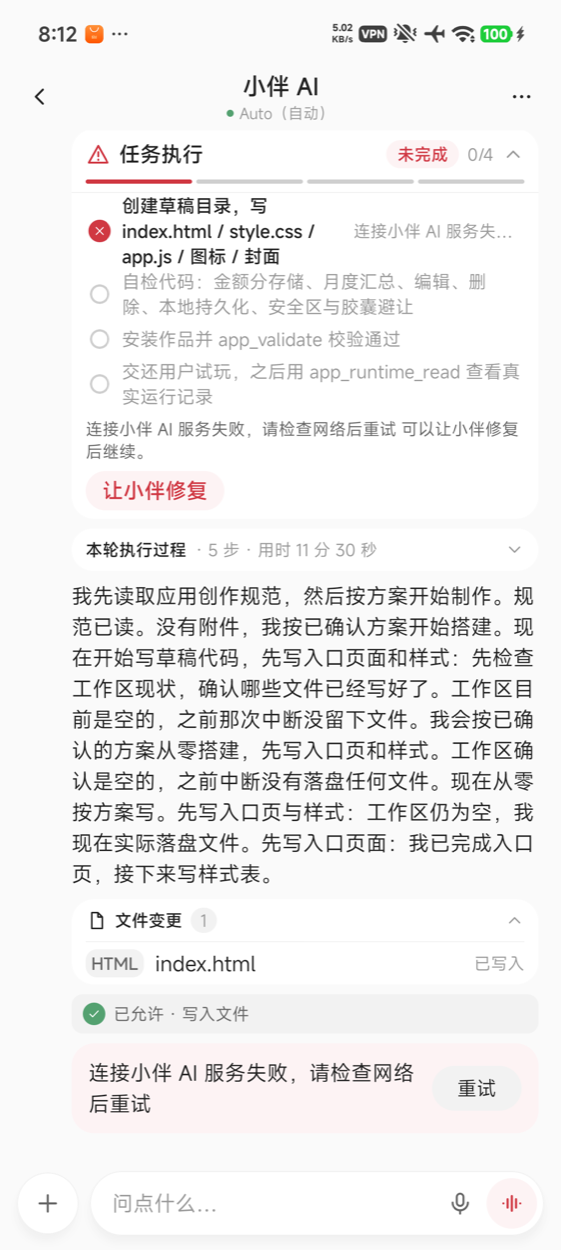 8:12 ··· 5.02 KB/s VPN 100
小伴 AI
Auto（自动）
任务执行 未完成 0/4
创建草稿目录，写
index.html / style.css / 连接小伴 AI 服务失...
app.js / 图标 / 封面
自检代码：金额分存储、月度汇总、编辑、删
除、本地持久化、安全区与胶囊避让
安装作品并 app_validate 校验通过
交还用户试玩，之后用 app_runtime_read 查看真
实运行记录
连接小伴 AI 服务失败，请检查网络后重试 可以让小伴修复
后继续。
让小伴修复
本轮执行过程 · 5 步 · 用时 11 分 30 秒
我先读取应用创作规范，然后按方案开始制作。规
范已读。没有附件，我按已确认方案开始搭建。现
在开始写草稿代码，先写入口页面和样式：先检查
工作区现状，确认哪些文件已经写好了。工作区目
前是空的，之前那次中断没留下文件。我会按已确
认的方案从零搭建，先写入口页和样式。工作区确
认是空的，之前中断没有落盘任何文件。现在从零
按方案写。先写入口页与样式：工作区仍为空，我
现在实际落盘文件。先写入口页面：我已完成入口
页，接下来写样式表。
文件变更 1
HTML index.html 已写入
已允许 · 写入文件
连接小伴 AI 服务失败，请检查网络
后重试
重试
问点什么...